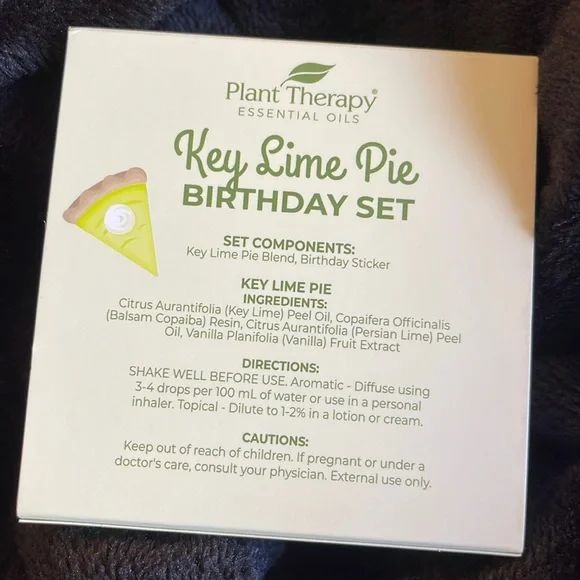 Plant Therapy®
ESSENTIAL OILS
Key Lime Pie
BIRTHDAY SET
SET COMPONENTS:
Key Lime Pie Blend, Birthday Sticker
KEY LIME PIE
INGREDIENTS:
Citrus Aurantifolia (Key Lime) Peel Oil, Copaifera Officinalis
(Balsam Copaiba) Resin, Citrus Aurantifolia (Persian Lime) Peel
Oil, Vanilla Planifolia (Vanilla) Fruit Extract
DIRECTIONS:
SHAKE WELL BEFORE USE. Aromatic - Diffuse using
3-4 drops per 100 mL of water or use in a personal
inhaler. Topical - Dilute to 1-2% in a lotion or cream.
CAUTIONS:
Keep out of reach of children. If pregnant or under a
doctor's care, consult your physician. External use only.